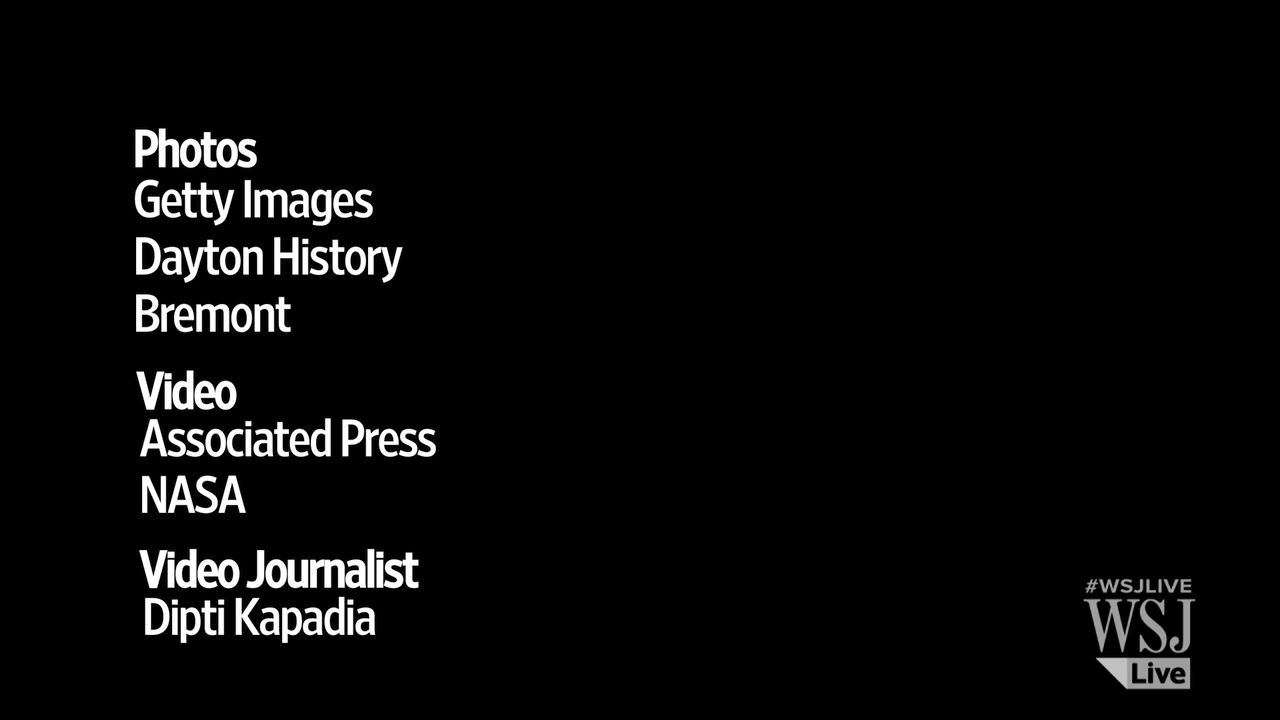 Photos
Getty Images
Dayton History
Bremont
Video
Associated Press
NASA
Video Journalist
Dipti Kapadia
#WSJLIVE
WSJ
Live